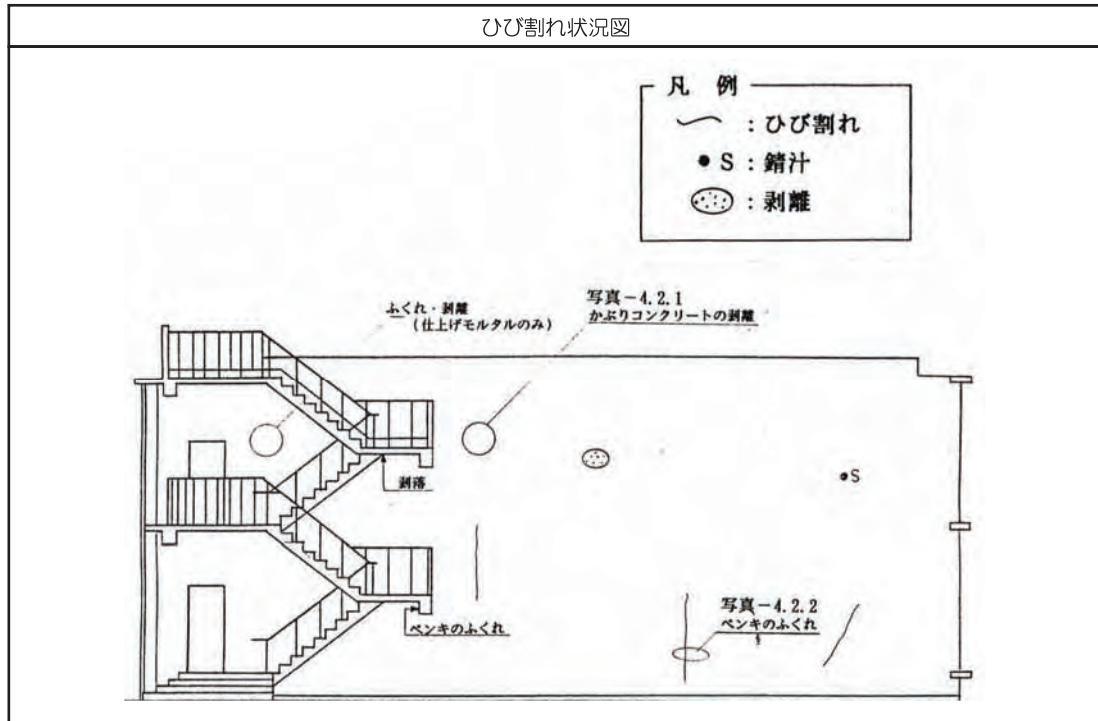 ひび割れ状況図
凡 例
: ひび割れ
S : 錆汁
: 剥離
ふくれ・剥離
(仕上げモルタルのみ)
写真-4.2.1
かぶりコンクリートの剥離
剥落
S
写真-4.2.2
ペンキのふくれ
ペンキのふくれ